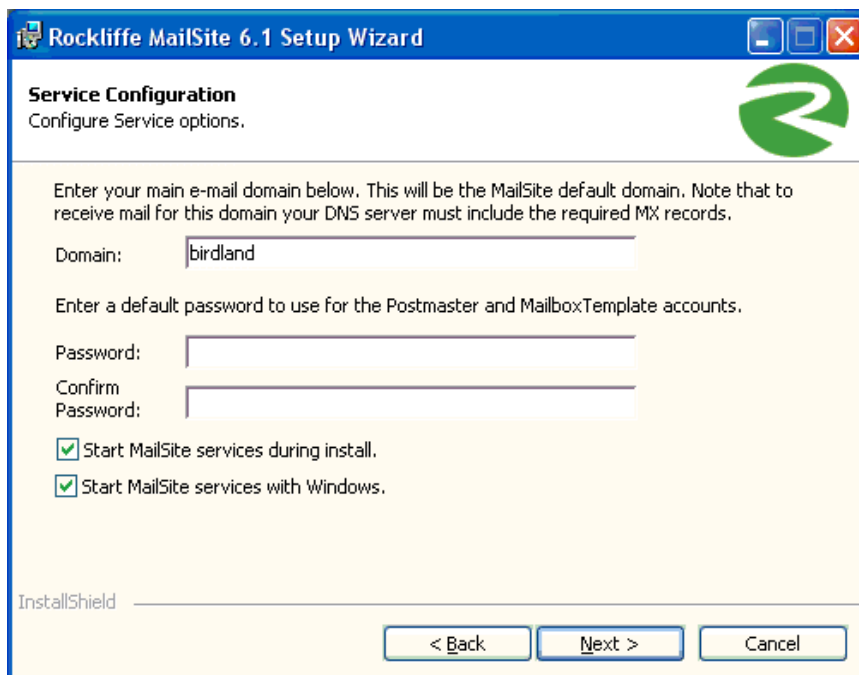 Rockliffe MailSite 6.1 Setup Wizard
Service Configuration
Configure Service options.
Enter your main e-mail domain below. This will be the MailSite default domain. Note that to
receive mail for this domain your DNS server must include the required MX records.
Domain: birdland
Enter a default password to use for the Postmaster and MailboxTemplate accounts.
Password:
Confirm
Password:
Start MailSite services during install.
Start MailSite services with Windows.
InstallShield
< Back Next > Cancel